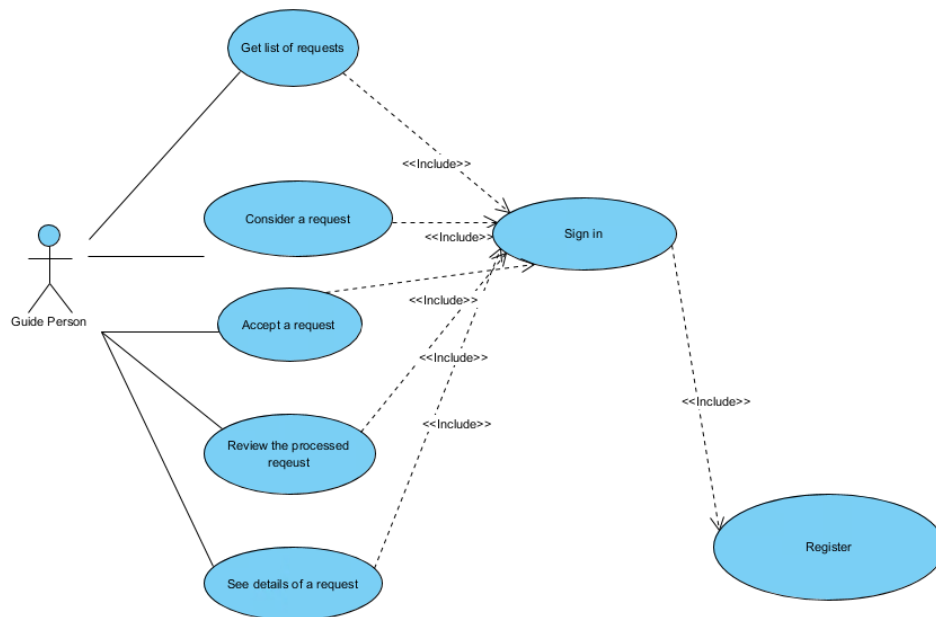 Get list of requests
<<Include>>
Consider a request
Sign in
<<Include>>
<<Include>>
Guide Person
Accept a request
<<Include>>
<<Include>>
<<Include>>
Review the processed
reqeust
Register
See details of a request